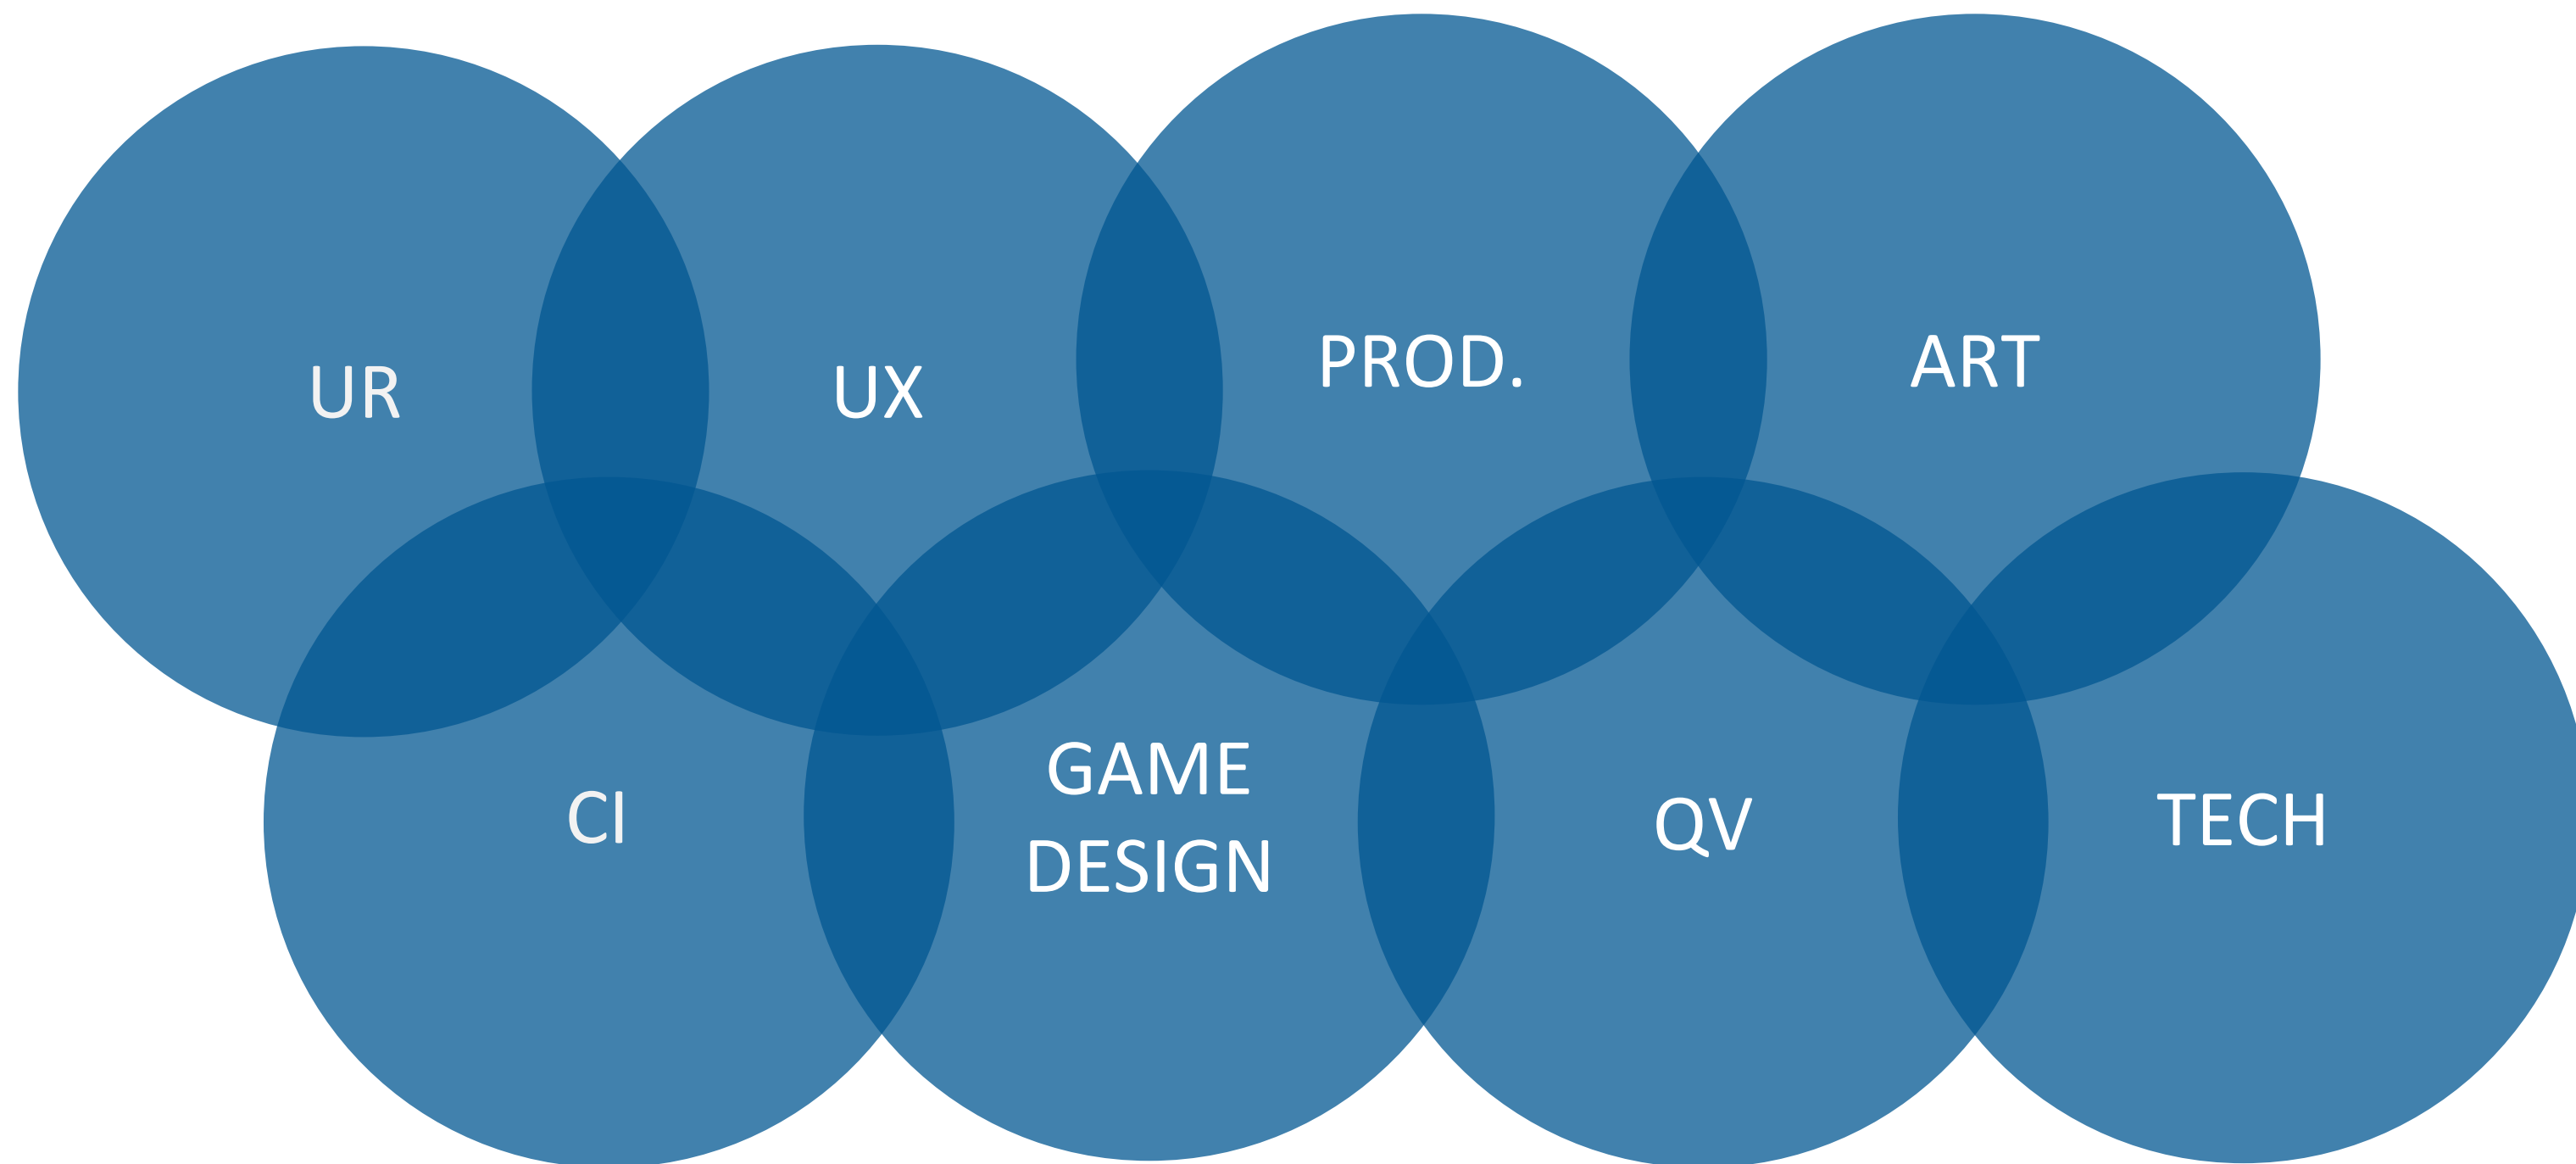 UR
UX
PROD.
ART
CI
GAME
DESIGN
QV
TECH